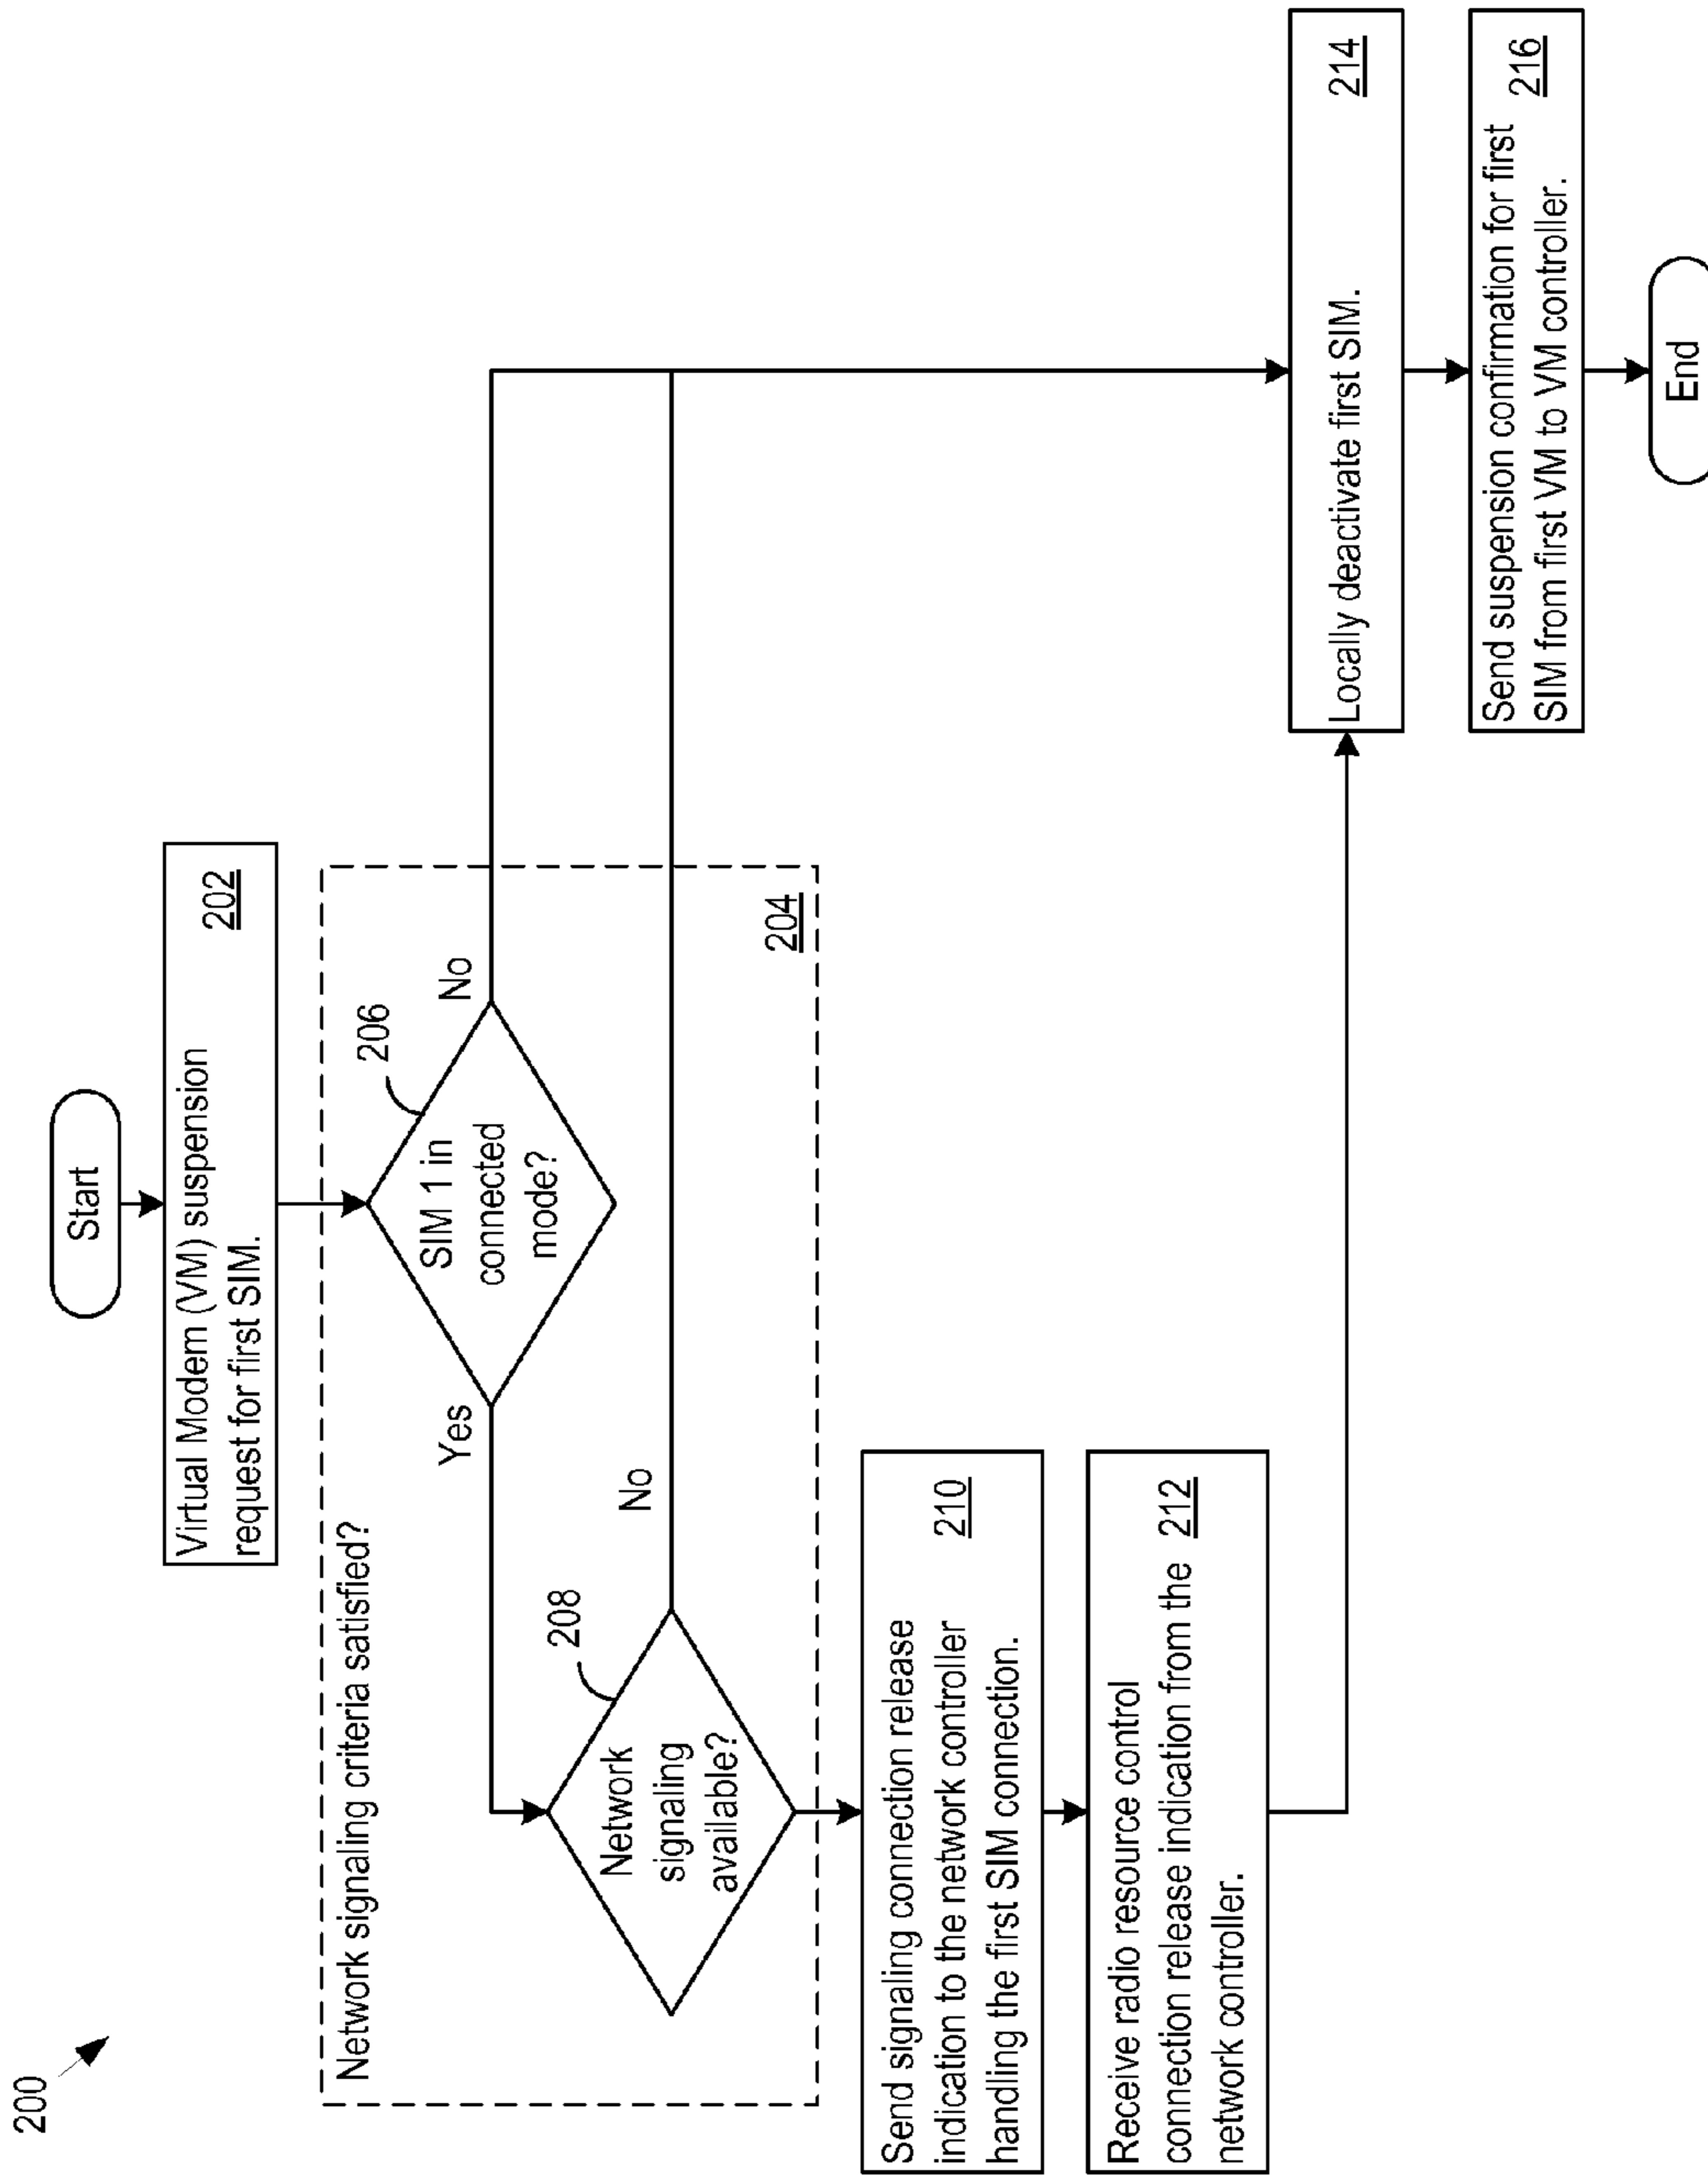 200
Start
Virtual Modem (VM) suspension
request for first SIM.
202
Network signaling criteria satisfied?
206
SIM 1 in
connected
mode?
Yes
No
208
Network
signaling
available?
No
204
Send signaling connection release
indication to the network controller
handling the first SIM connection.
210
Receive radio resource control
connection release indication from the
network controller.
212
Locally deactivate first SIM.
214
Send suspension confirmation for first
SIM from first VM to VM controller.
216
End